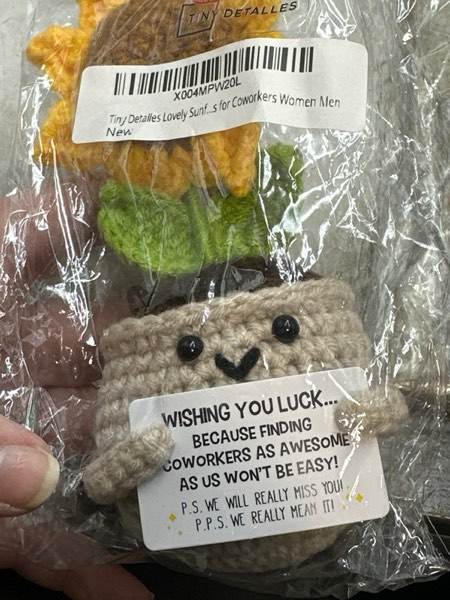 TINY DETALLES
X004MPW20L
Tiny Detalles Lovely Sunf...s for Coworkers Women Men
New
WISHING YOU LUCK...
BECAUSE FINDING
COWORKERS AS AWESOME
AS US WON'T BE EASY!
P.S. WE WILL REALLY MISS YOU!
P.P.S. WE REALLY MEAN IT!